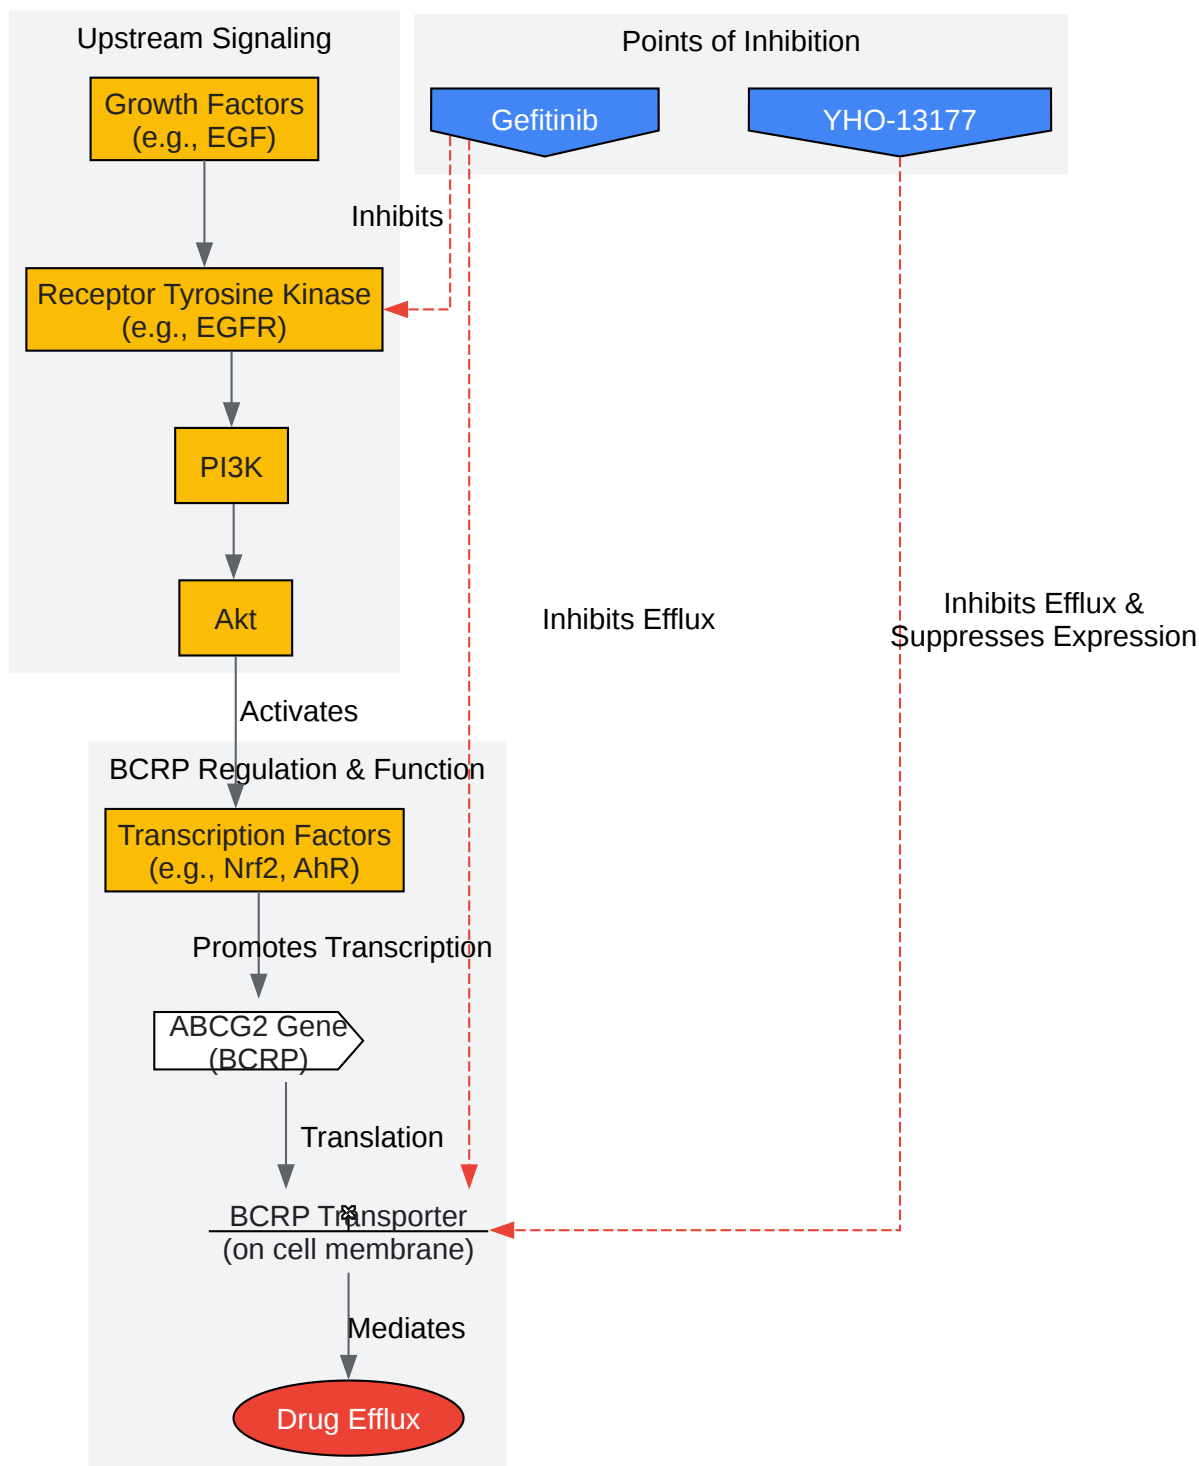 Upstream Signaling
Points of Inhibition
Growth Factors
(e.g., EGF)
Gefitinib
YHO-13177
Inhibits
Receptor Tyrosine Kinase
(e.g., EGFR)
PI3K
Akt
Inhibits Efflux
Inhibits Efflux &
Suppresses Expression
Activates
BCRP Regulation & Function
Transcription Factors
(e.g., Nrf2, AhR)
Promotes Transcription
ABCG2 Gene
(BCRP)
Translation
BCRP Transporter
(on cell membrane)
Mediates
Drug Efflux